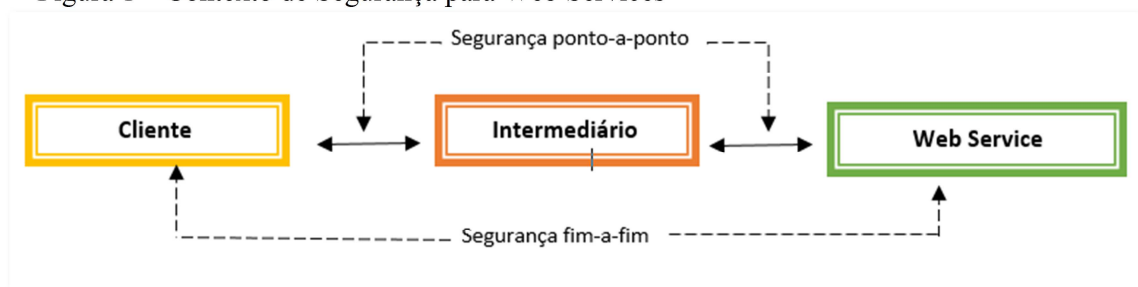 Segurança ponto-a-ponto
Cliente
Intermediário
Web Service
Segurança fim-a-fim